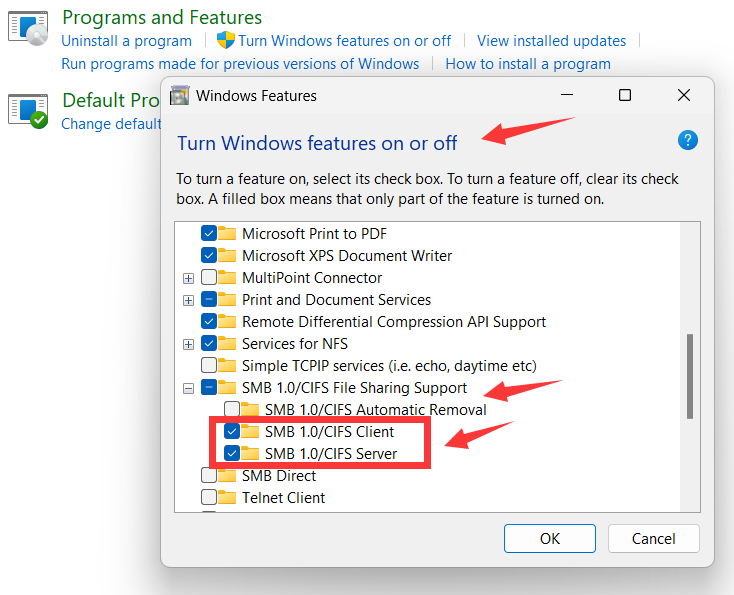 Programs and Features
Uninstall a program
Turn Windows features on or off
View installed updates
Run programs made for previous versions of Windows
How to install a program
Default Pro
Change default
Windows Features
Turn Windows features on or off
?
To turn a feature on, select its check box. To turn a feature off, clear its check
box. A filled box means that only part of the feature is turned on.
Microsoft Print to PDF
Microsoft XPS Document Writer
MultiPoint Connector
Print and Document Services
Remote Differential Compression API Support
Services for NFS
Simple TCPIP services (i.e. echo, daytime etc)
SMB 1.0/CIFS File Sharing Support
SMB 1.0/CIFS Automatic Removal
SMB 1.0/CIFS Client
SMB 1.0/CIFS Server
SMB Direct
Telnet Client
OK
Cancel